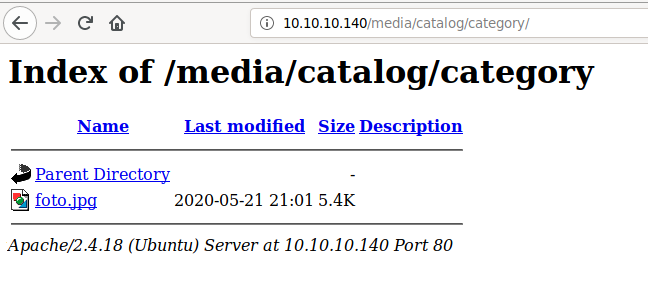 10.10.10.140/media/catalog/category/
Index of /media/catalog/category
Name Last modified Size Description
Parent Directory -
foto.jpg 2020-05-21 21:01 5.4K
Apache/2.4.18 (Ubuntu) Server at 10.10.10.140 Port 80